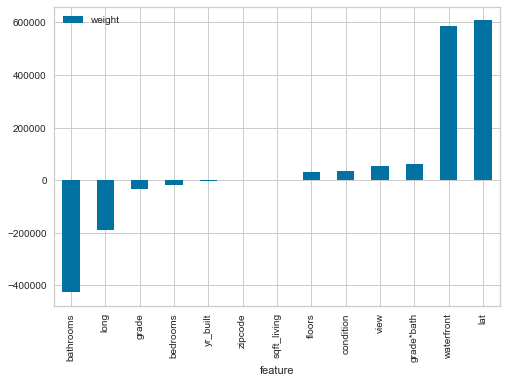 weight
600000
400000
200000
0
−200000
−400000
bathrooms
long
grade
bedrooms
yr_built
zipcode
sqft_living
floors
condition
view
grade*bath
waterfront
lat
feature